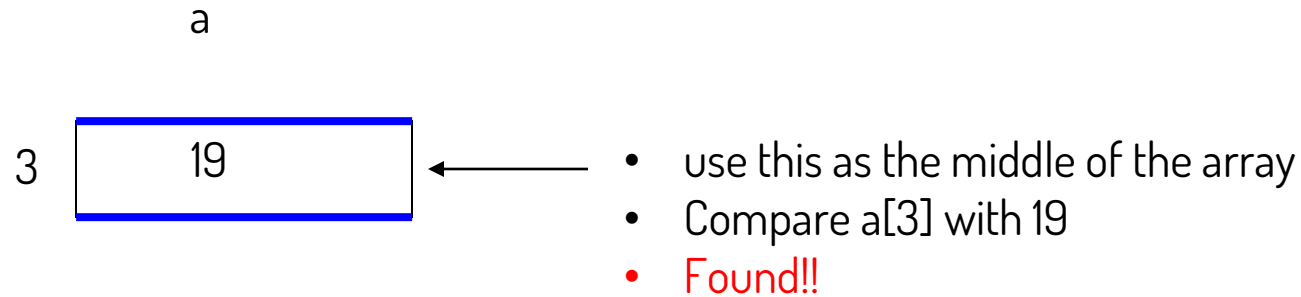 a
3 19
• use this as the middle of the array
• Compare a[3] with 19
• Found!!